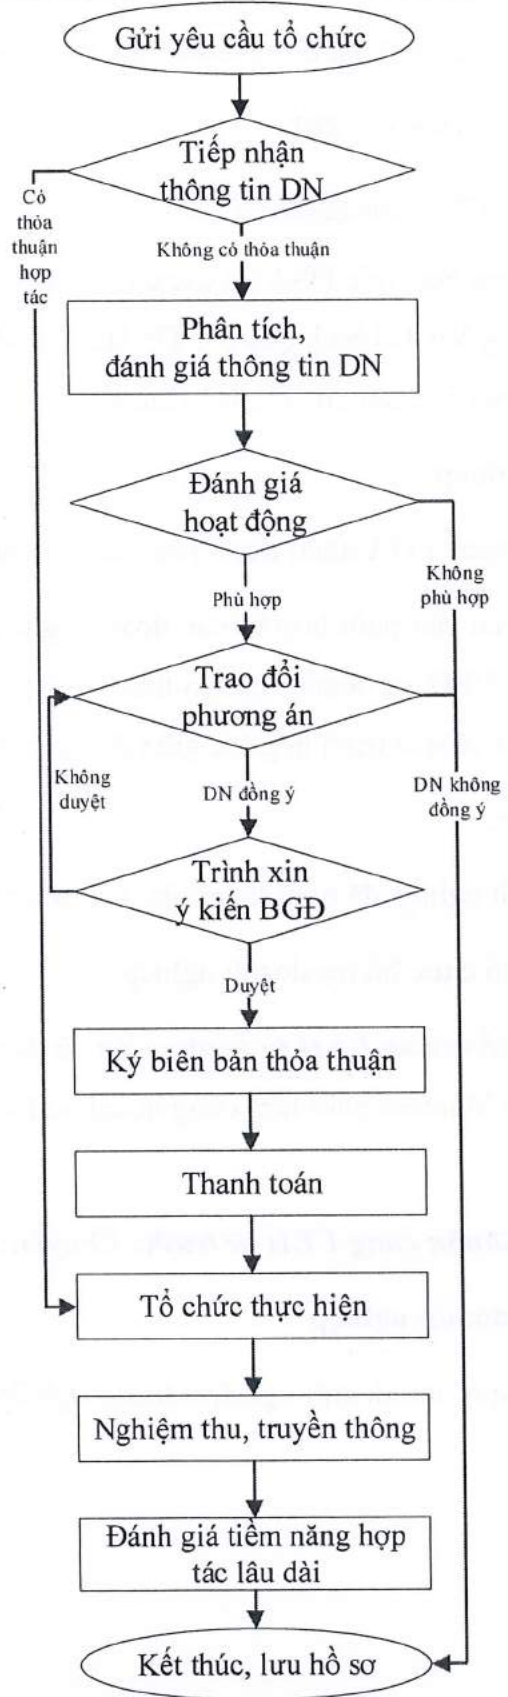 Gửi yêu cầu tổ chức
Tiếp nhận
thông tin DN
Có
thỏa
thuận
hợp
tác
Không có thỏa thuận
Phân tích,
đánh giá thông tin DN
Đánh giá
hoạt động
Không
phù hợp
Phù hợp
Trao đổi
phương án
Không
duyệt
DN đồng ý
DN không
đồng ý
Trình xin
ý kiến BGĐ
Duyệt
Ký biên bản thỏa thuận
Thanh toán
Tổ chức thực hiện
Nghiệm thu, truyền thông
Đánh giá tiềm năng hợp
tác lâu dài
Kết thúc, lưu hồ sơ